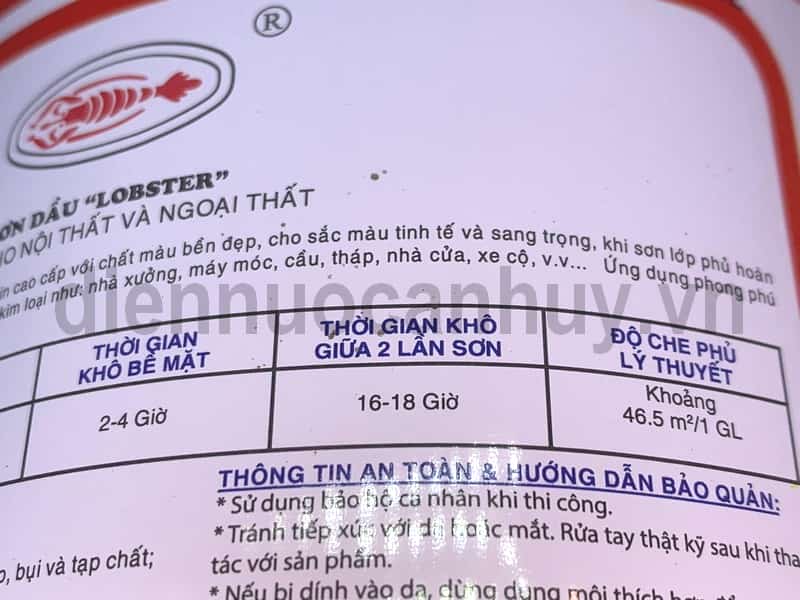 ®
ƠN DẦU “LOBSTER”
HO NỘI THẤT VÀ NGOẠI THẤT
in cao cấp với chất màu bền đẹp, cho sắc màu tinh tế và sang trọng, khi sơn lớp phủ hoàn
kim loại như: nhà xưởng, máy móc, cầu, tháp, nhà cửa, xe cộ, v.v... Ứng dụng phong phú
diennuocanhuy.vn
THỜI GIAN
KHÔ BỀ MẶT
THỜI GIAN KHÔ
GIỮA 2 LẦN SƠN
ĐỘ CHE PHỦ
LÝ THUYẾT
2-4 Giờ
16-18 Giờ
Khoảng
46.5 m²/1 GL
THÔNG TIN AN TOÀN & HƯỚNG DẪN BẢO QUẢN:
* Sử dụng bảo hộ cá nhân khi thi công.
* Tránh tiếp xúc với da hoặc mắt. Rửa tay thật kỹ sau khi tha
tác với sản phẩm.
, bụi và tạp chất;
* Nếu bị dính vào da, dừng dung môi thích hợp để